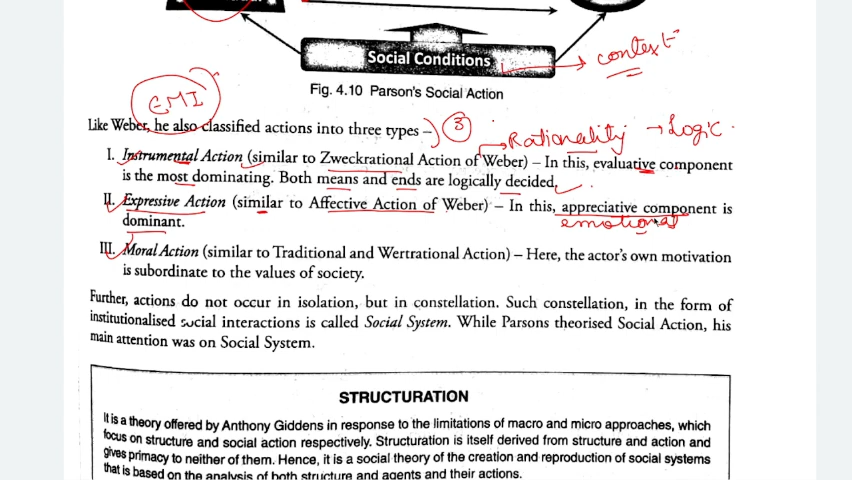 Social Conditions
context
Fig. 4.10 Parson's Social Action
EMI
Like Weber, he also classified actions into three types – 3
Rationality → Logic
I. Instrumental Action (similar to Zweckrational Action of Weber) – In this, evaluative component
is the most dominating. Both means and ends are logically decided.
II. Expressive Action (similar to Affective Action of Weber) – In this, appreciative component is
dominant.
emotional
III. Moral Action (similar to Traditional and Wertrational Action) – Here, the actor's own motivation
is subordinate to the values of society.
Further, actions do not occur in isolation, but in constellation. Such constellation, in the form of
institutionalised social interactions is called Social System. While Parsons theorised Social Action, his
main attention was on Social System.
STRUCTURATION
It is a theory offered by Anthony Giddens in response to the limitations of macro and micro approaches, which
focus on structure and social action respectively. Structuration is itself derived from structure and action and
gives primacy to neither of them. Hence, it is a social theory of the creation and reproduction of social systems
that is based on the analysis of both structure and agents and their actions.